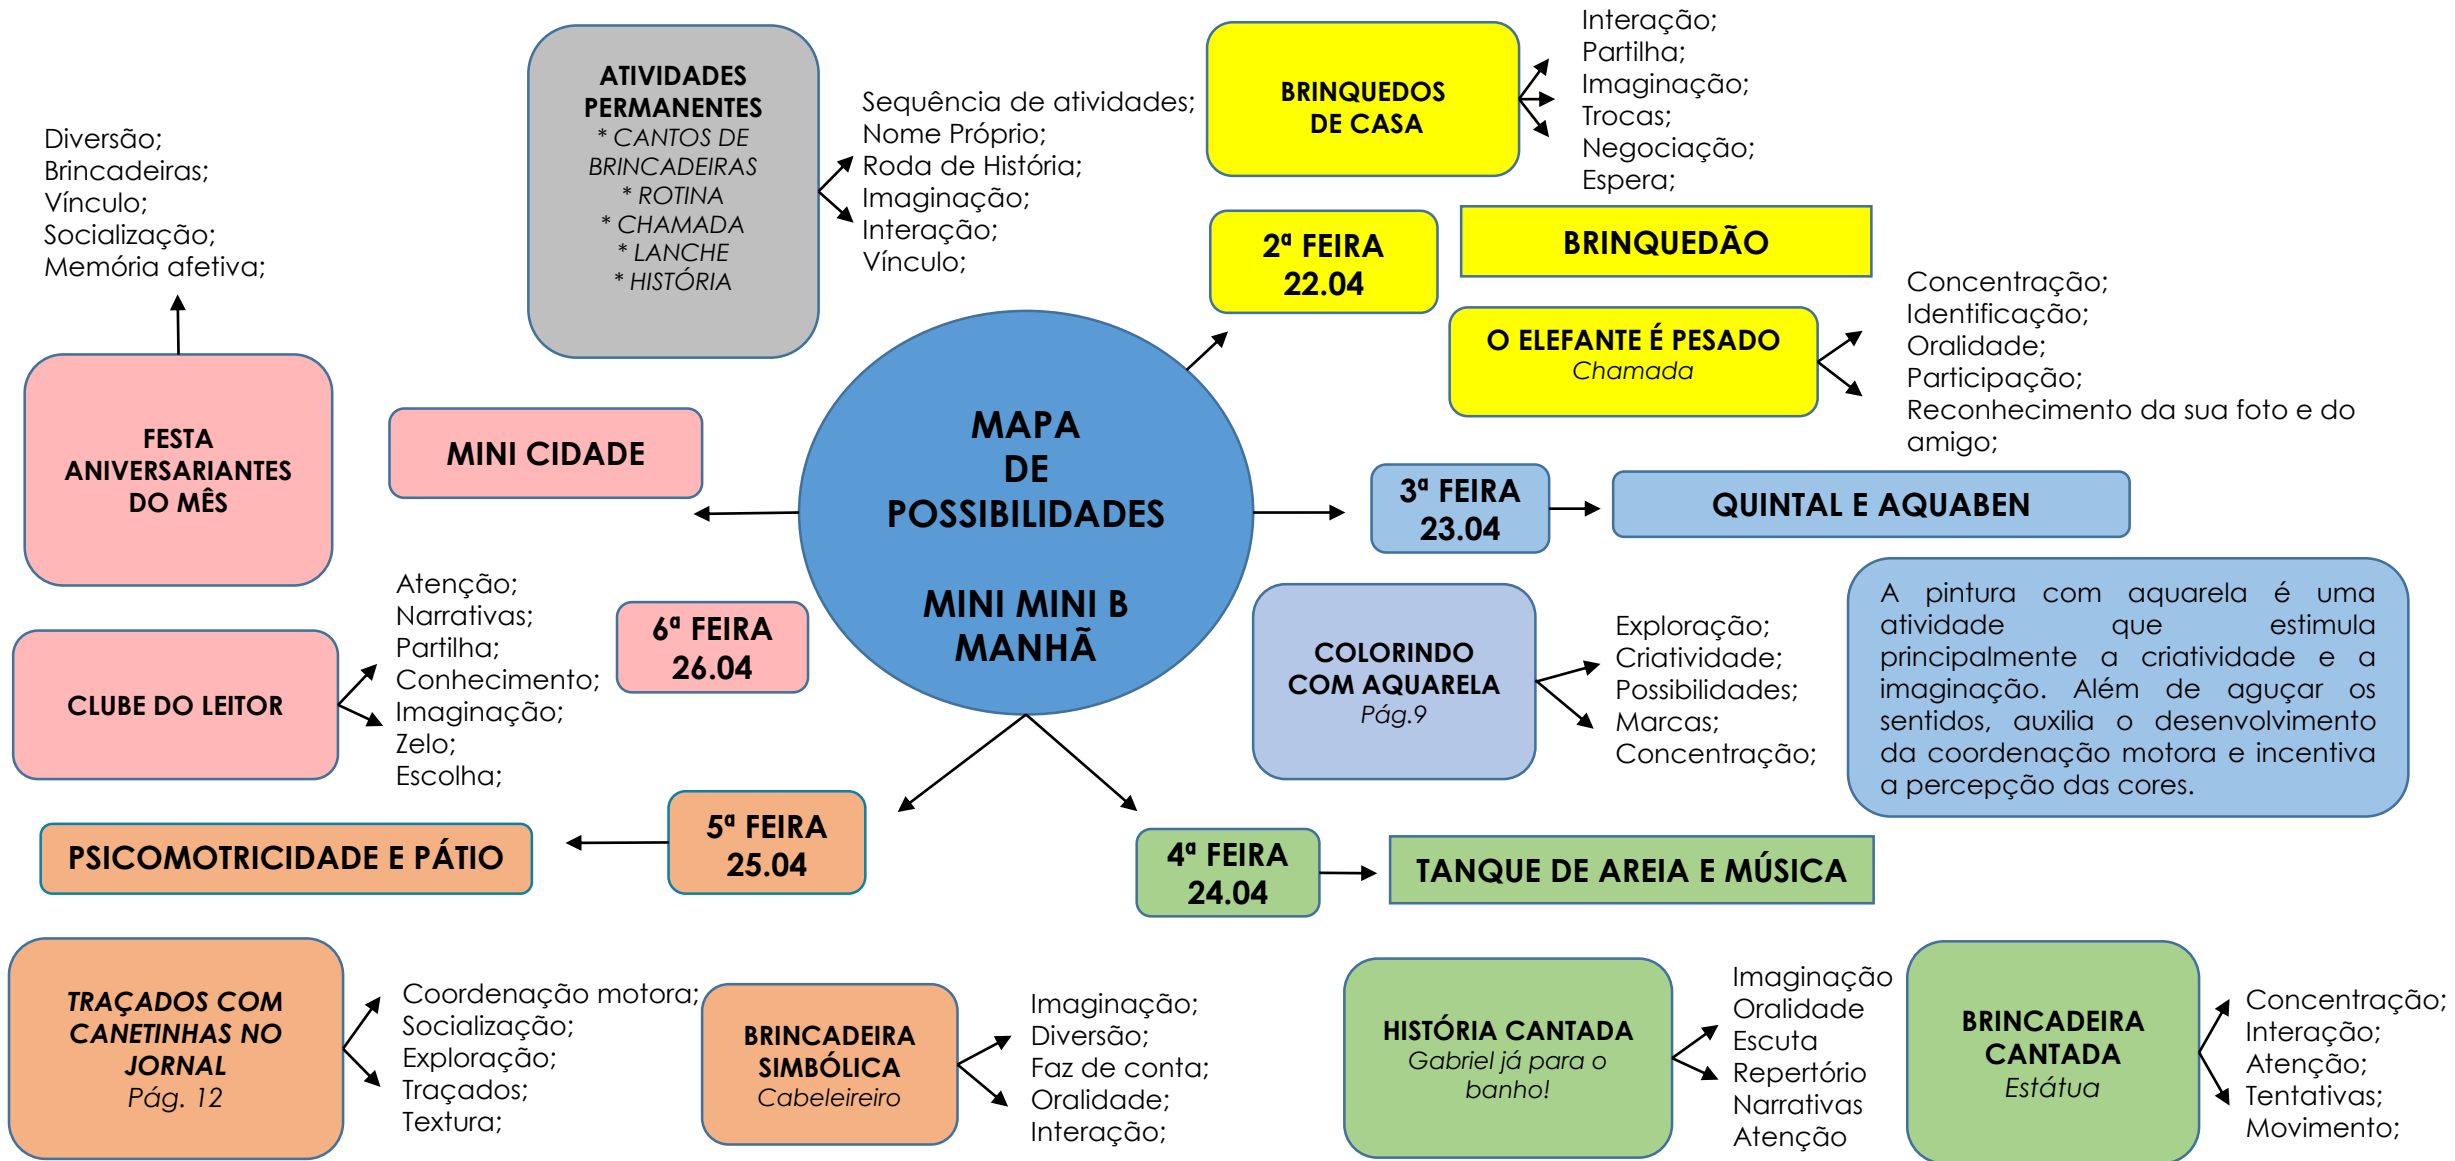 ATIVIDADES
PERMANENTES
* CANTOS DE
BRINCADEIRAS
* ROTINA
* CHAMADA
* LANCHE
* HISTÓRIA
Sequência de atividades;
Nome Próprio;
Roda de História;
Imaginação;
Interação;
Vínculo;
BRINQUEDOS
DE CASA
Interação;
Partilha;
Imaginação;
Trocas;
Negociação;
Espera;
2ª FEIRA
22.04
BRINQUEDÃO
O ELEFANTE É PESADO
Chamada
Concentração;
Identificação;
Oralidade;
Participação;
Reconhecimento da sua foto e do
amigo;
Diversão;
Brincadeiras;
Vínculo;
Socialização;
Memória afetiva;
FESTA
ANIVERSARIANTES
DO MÊS
MINI CIDADE
MAPA
DE
POSSIBILIDADES
MINI MINI B
MANHÃ
3ª FEIRA
23.04
QUINTAL E AQUABEN
COLORINDO
COM AQUARELA
Pág.9
Exploração;
Criatividade;
Possibilidades;
Marcas;
Concentração;
A pintura com aquarela é uma
atividade que estimula
principalmente a criatividade e a
imaginação. Além de aguçar os
sentidos, auxilia o desenvolvimento
da coordenação motora e incentiva
a percepção das cores.
6ª FEIRA
26.04
CLUBE DO LEITOR
Atenção;
Narrativas;
Partilha;
Conhecimento;
Imaginação;
Zelo;
Escolha;
5ª FEIRA
25.04
PSICOMOTRICIDADE E PÁTIO
4ª FEIRA
24.04
TANQUE DE AREIA E MÚSICA
TRAÇADOS COM
CANETINHAS NO
JORNAL
Pág. 12
Coordenação motora;
Socialização;
Exploração;
Traçados;
Textura;
BRINCADEIRA
SIMBÓLICA
Cabeleireiro
Imaginação;
Diversão;
Faz de conta;
Oralidade;
Interação;
HISTÓRIA CANTADA
Gabriel já para o
banho!
Imaginação
Oralidade
Escuta
Repertório
Narrativas
Atenção
BRINCADEIRA
CANTADA
Estátua
Concentração;
Interação;
Atenção;
Tentativas;
Movimento;